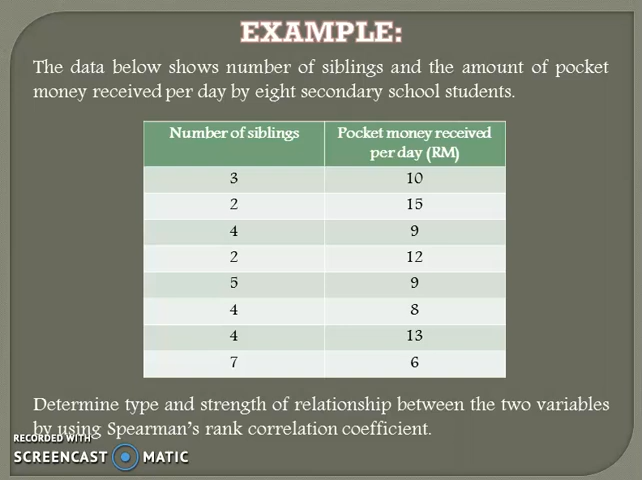 EXAMPLE:
The data below shows number of siblings and the amount of pocket
money received per day by eight secondary school students.
Number of siblings Pocket money received
per day (RM)
3 10
2 15
4 9
2 12
5 9
4 8
4 13
7 6
Determine type and strength of relationship between the two variables
by using Spearman's rank correlation coefficient.
RECORDED WITH
SCREENCAST MATIC